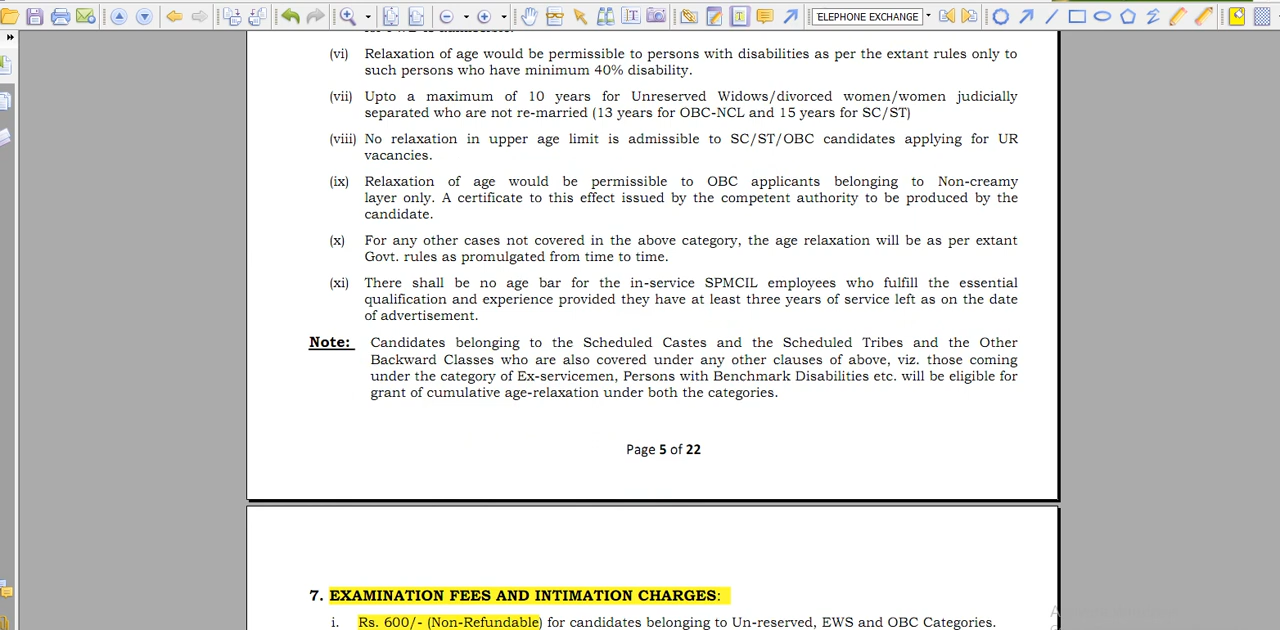 ELEPHONE EXCHANGE
(vi) Relaxation of age would be permissible to persons with disabilities as per the extant rules only to
such persons who have minimum 40% disability.
(vii) Upto a maximum of 10 years for Unreserved Widows/divorced women/women judicially
separated who are not re-married (13 years for OBC-NCL and 15 years for SC/ST)
(viii) No relaxation in upper age limit is admissible to SC/ST/OBC candidates applying for UR
vacancies.
(ix) Relaxation of age would be permissible to OBC applicants belonging to Non-creamy
layer only. A certificate to this effect issued by the competent authority to be produced by the
candidate.
(x) For any other cases not covered in the above category, the age relaxation will be as per extant
Govt. rules as promulgated from time to time.
(xi) There shall be no age bar for the in-service SPMCIL employees who fulfill the essential
qualification and experience provided they have at least three years of service left as on the date
of advertisement.
Note: Candidates belonging to the Scheduled Castes and the Scheduled Tribes and the Other
Backward Classes who are also covered under any other clauses of above, viz. those coming
under the category of Ex-servicemen, Persons with Benchmark Disabilities etc. will be eligible for
grant of cumulative age-relaxation under both the categories.
Page 5 of 22
7. EXAMINATION FEES AND INTIMATION CHARGES:
i. Rs. 600/- (Non-Refundable) for candidates belonging to Un-reserved, EWS and OBC Categories.